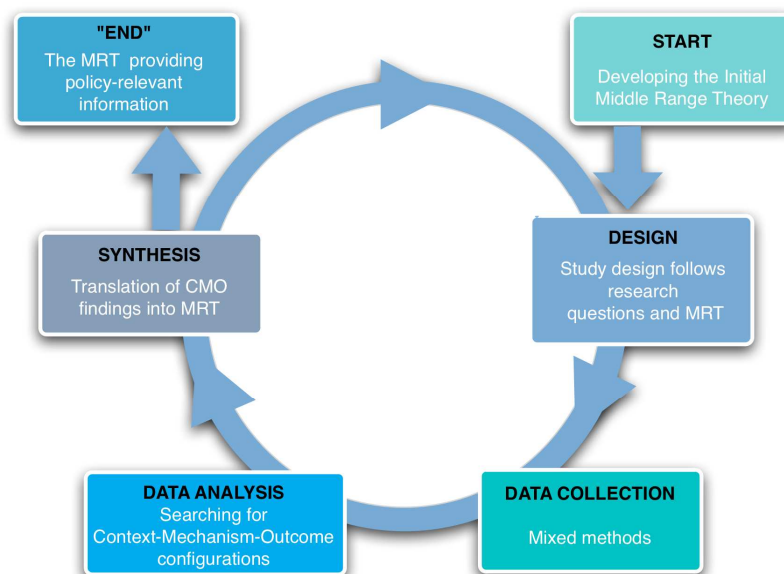 "END"
The MRT providing
policy-relevant
information
START
Developing the Initial
Middle Range Theory
SYNTHESIS
Translation of CMO
findings into MRT
DESIGN
Study design follows
research
questions and MRT
DATA ANALYSIS
Searching for
Context-Mechanism-Outcome
configurations
DATA COLLECTION
Mixed methods